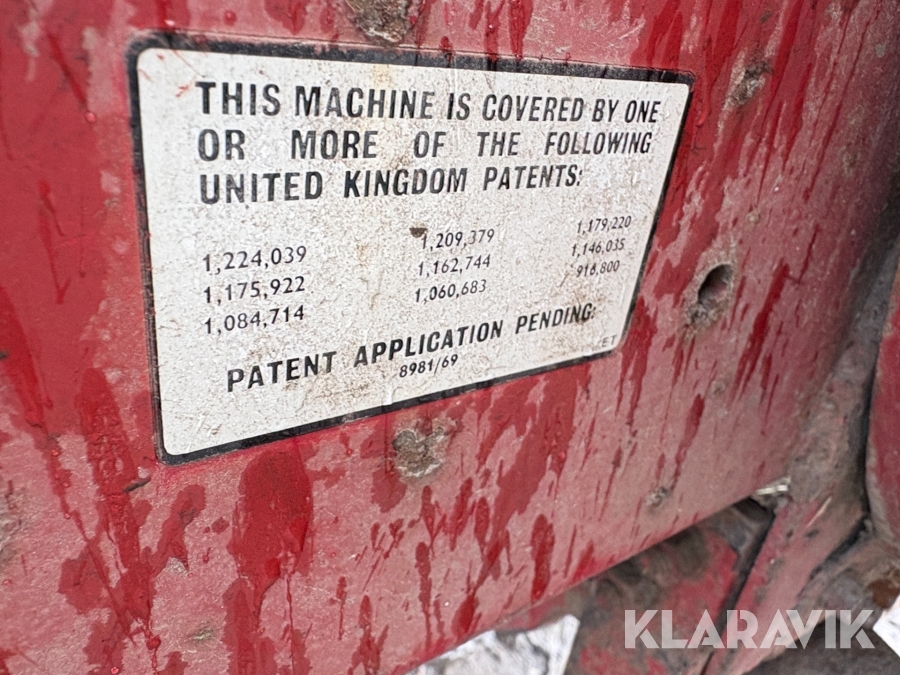 THIS MACHINE IS COVERED BY ONE
OR MORE OF THE FOLLOWING
UNITED KINGDOM PATENTS:
1,224,039 1,209,379 1,179,220
1,175,922 1,162,744 1,146,035
1,084,714 1,060,683 916,800
PATENT APPLICATION PENDING:
8981/69
KLARAVIK